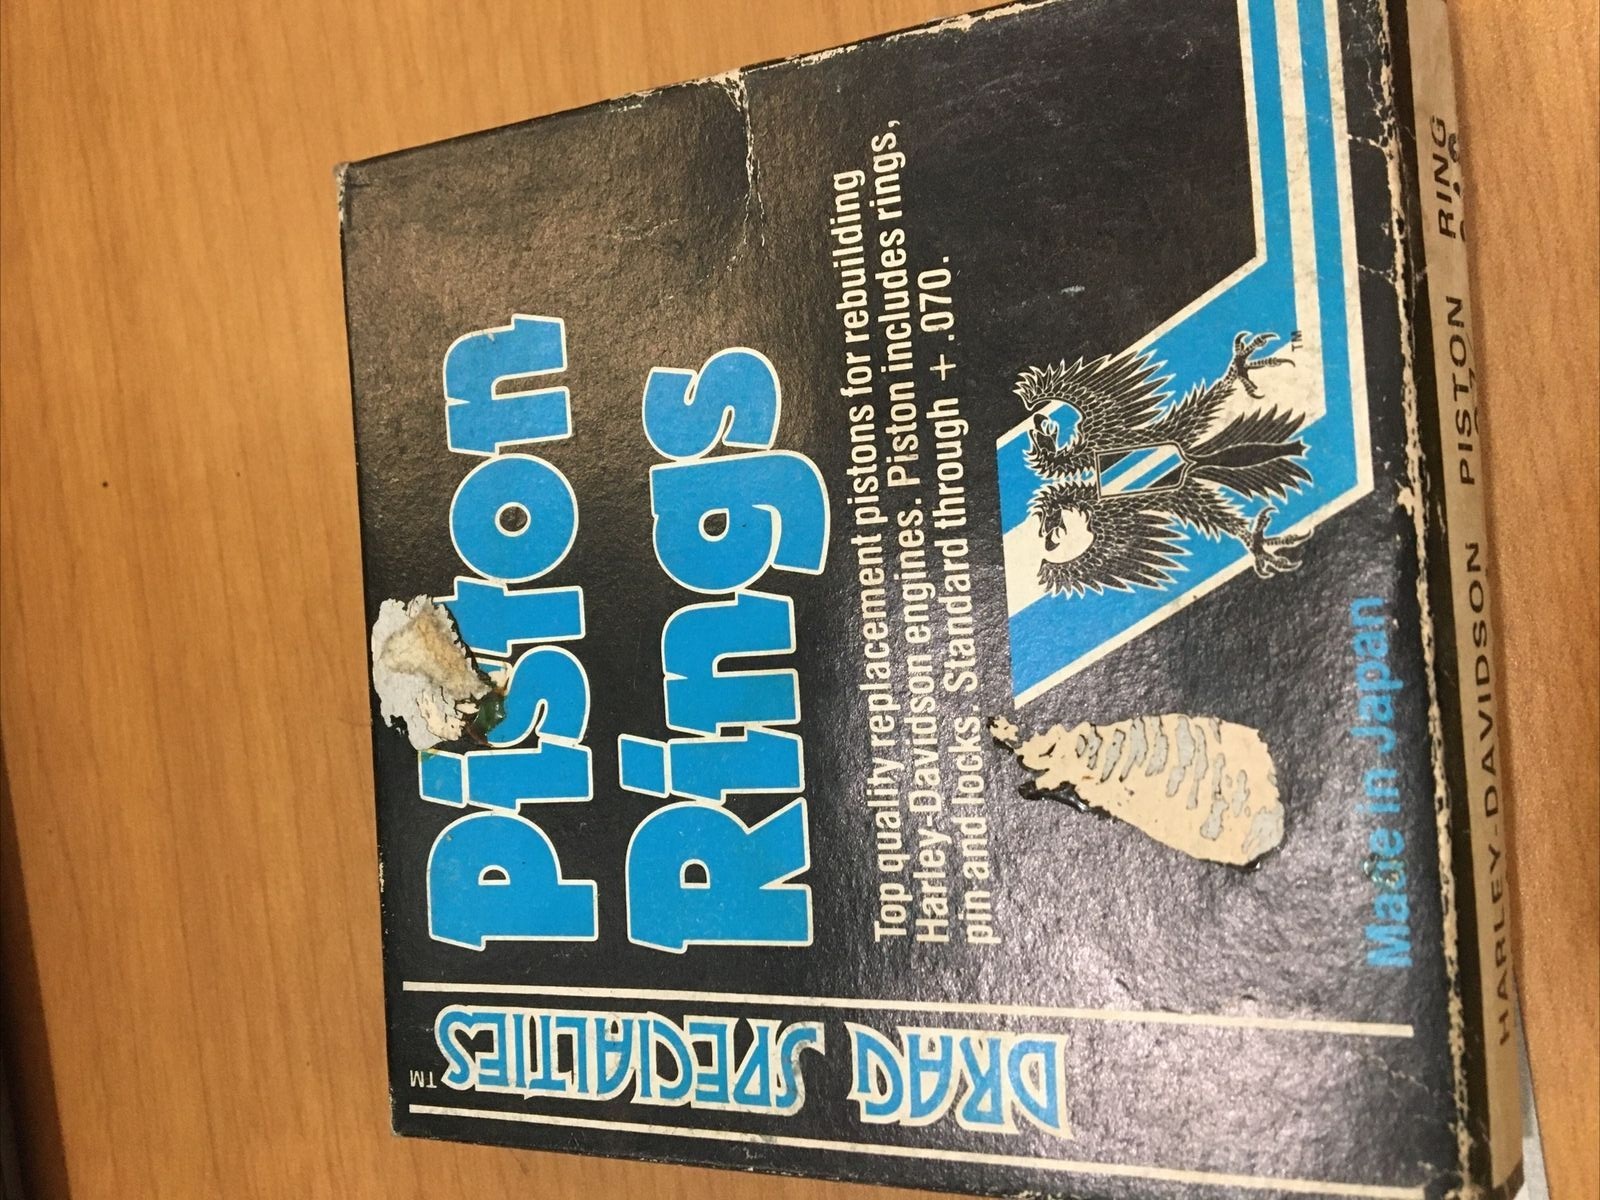 DRAG SPECIALTIES TM
Piston
Rings
Top quality replacement pistons for rebuilding
Harley-Davidson engines. Piston includes rings,
pin and locks. Standard through + .070.
TM
Made in Japan
HARLEY-DAVIDSON PISTON RING